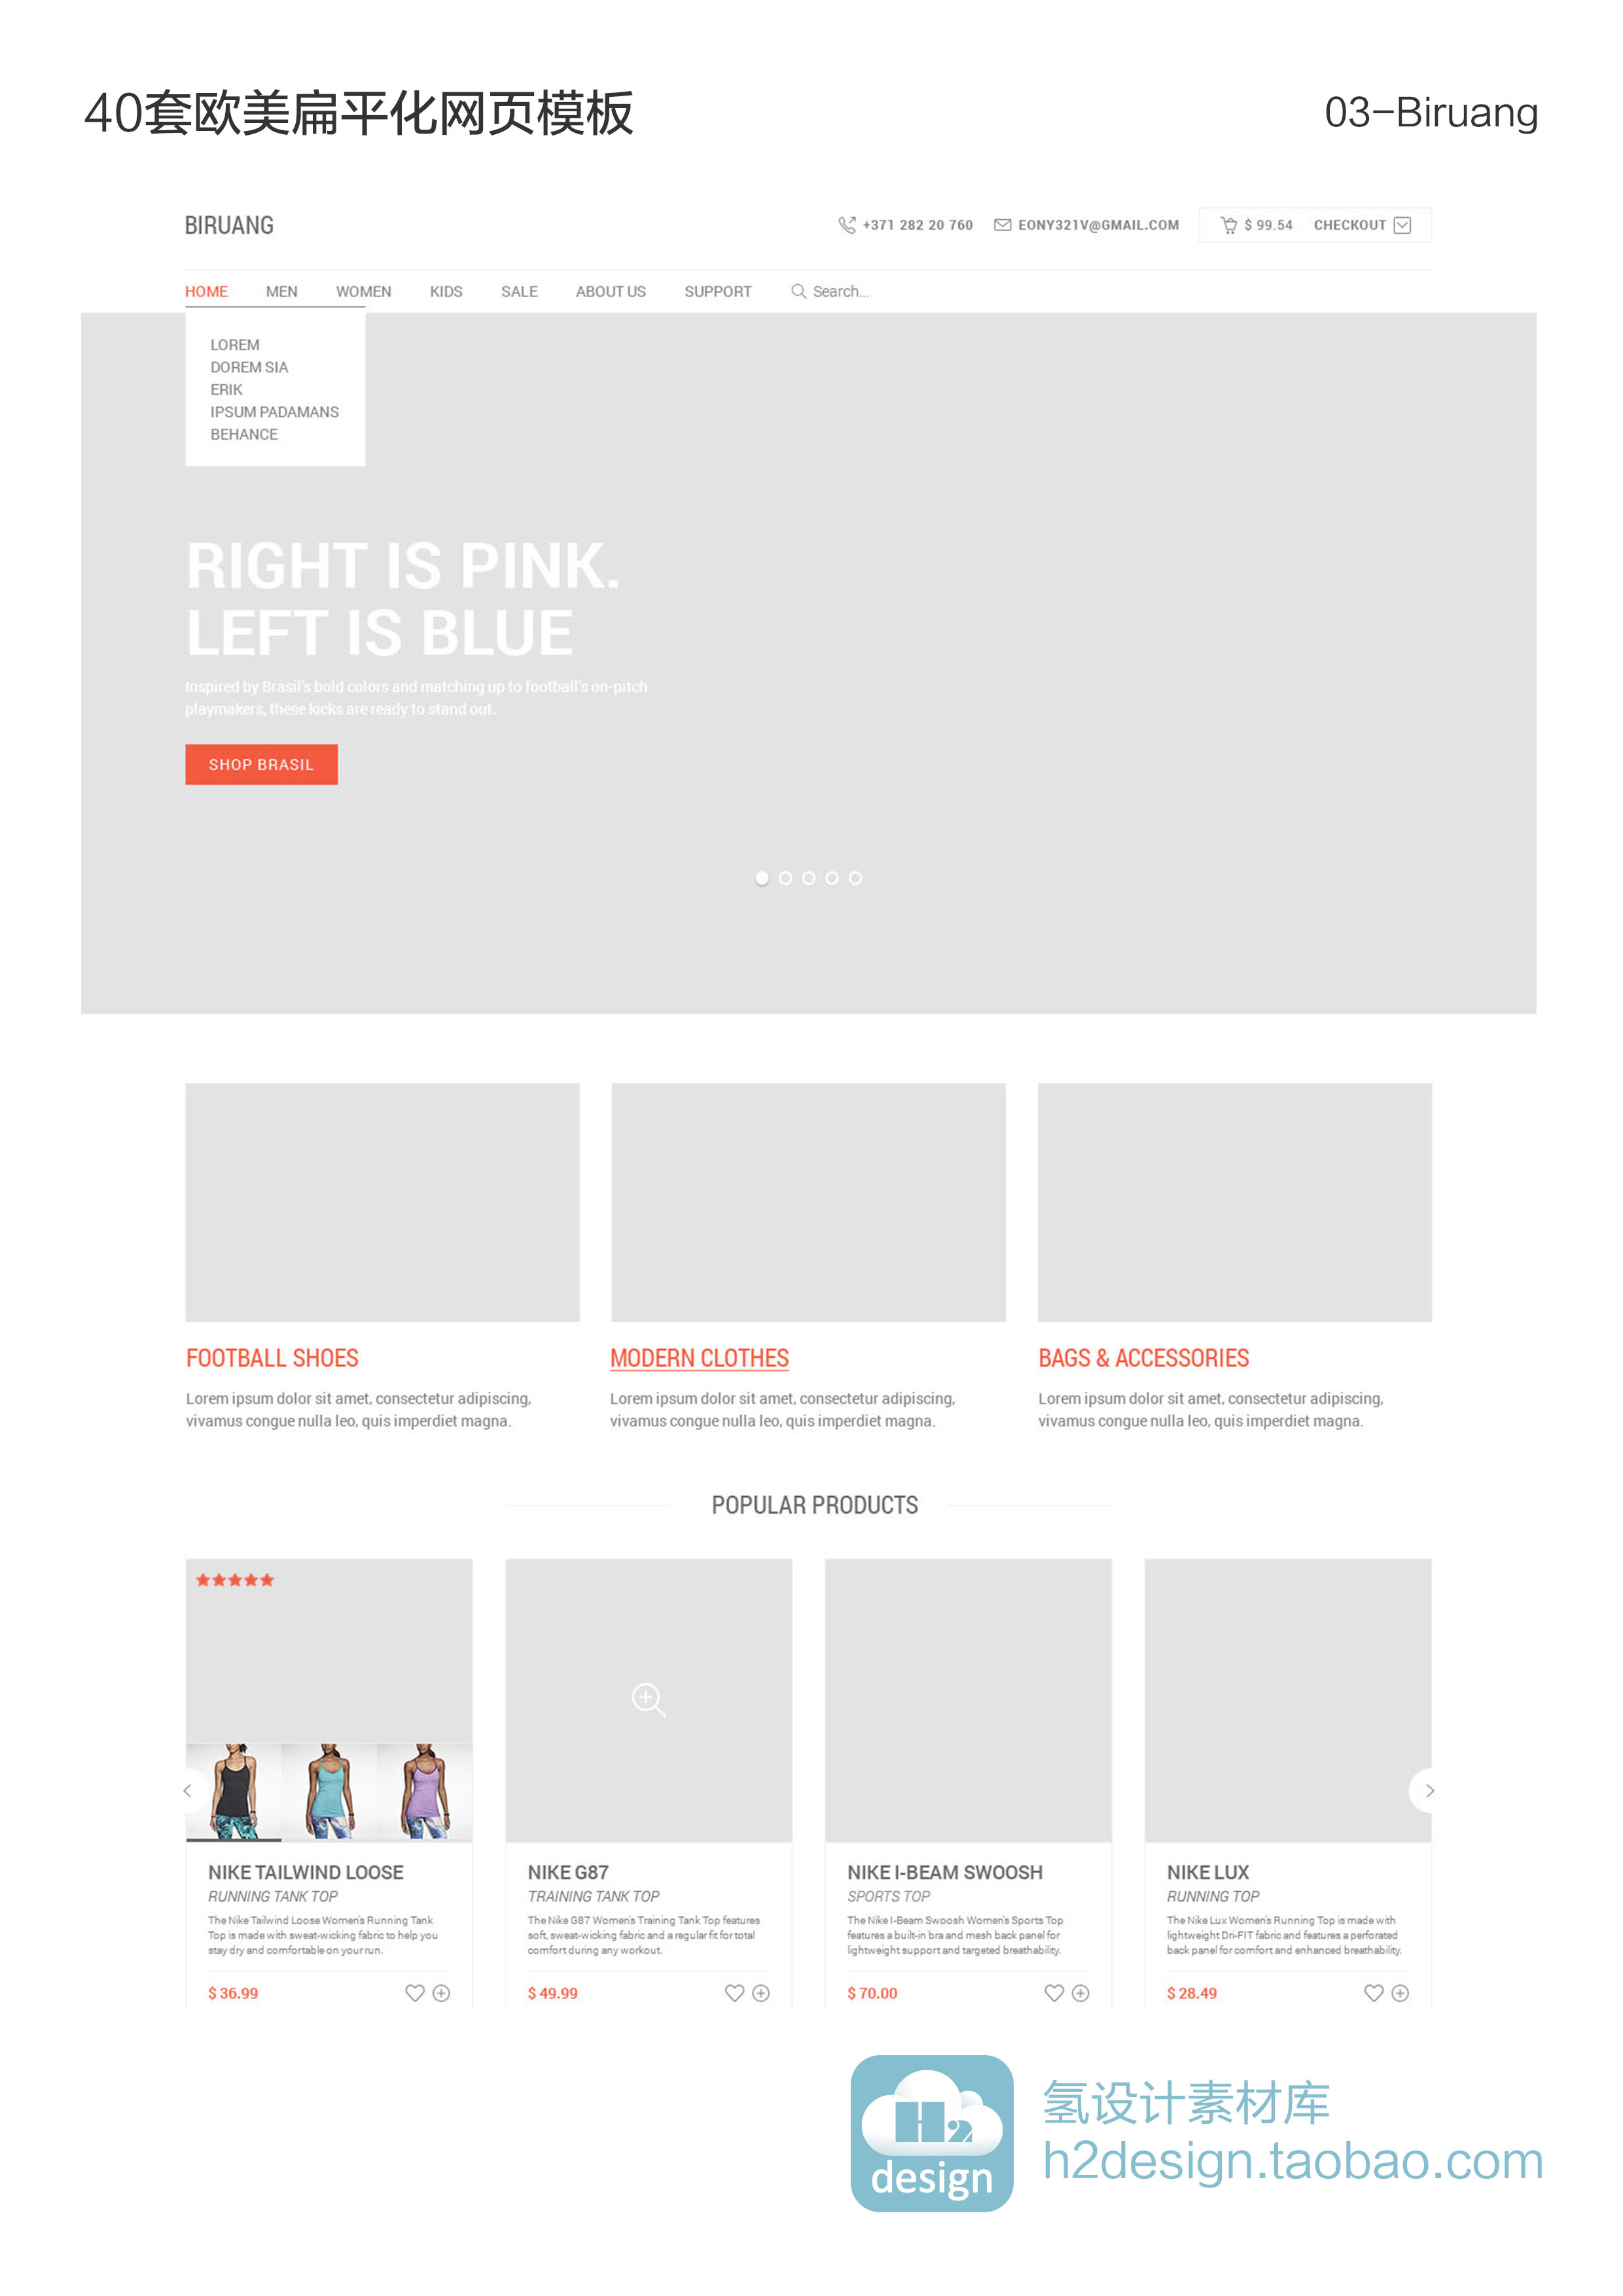 40套欧美扁平化网页模板
03-Biruang
BIRUANG
+371 282 20 760
EONY321V@GMAIL.COM
$ 99.54
CHECKOUT
HOME MEN WOMEN KIDS SALE ABOUT US SUPPORT Search...
LOREM
DOREM SIA
ERIK
IPSUM PADAMANS
BEHANCE
RIGHT IS PINK.
LEFT IS BLUE
Inspired by Brasil's bold colors and matching up to football's on-pitch
playmakers, these kicks are ready to stand out.
SHOP BRASIL
FOOTBALL SHOES
Lorem ipsum dolor sit amet, consectetur adipiscing,
vivamus congue nulla leo, quis imperdiet magna.
MODERN CLOTHES
Lorem ipsum dolor sit amet, consectetur adipiscing,
vivamus congue nulla leo, quis imperdiet magna.
BAGS & ACCESSORIES
Lorem ipsum dolor sit amet, consectetur adipiscing,
vivamus congue nulla leo, quis imperdiet magna.
POPULAR PRODUCTS
NIKE TAILWIND LOOSE
RUNNING TANK TOP
The Nike Tailwind Loose Women's Running Tank
Top is made with sweat-wicking fabric to help you
stay dry and comfortable on your run.
$ 36.99
NIKE G87
TRAINING TANK TOP
The Nike G87 Women's Training Tank Top features
soft, sweat-wicking fabric and a regular fit for total
comfort during any workout.
$ 49.99
NIKE I-BEAM SWOOSH
SPORTS TOP
The Nike I-Beam Swoosh Women's Sports Top
features a built-in bra and mesh back panel for
lightweight support and targeted breathability.
$ 70.00
NIKE LUX
RUNNING TOP
The Nike Lux Women's Running Top is made with
lightweight Dri-FIT fabric and features a perforated
back panel for comfort and enhanced breathability.
$ 28.49
H2
design
氢设计素材库
h2design.taobao.com